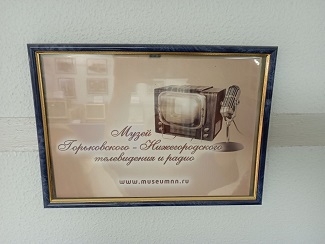 Музей
Горьковского - Нижегородского
телевидения и радио
www.museumnn.ru